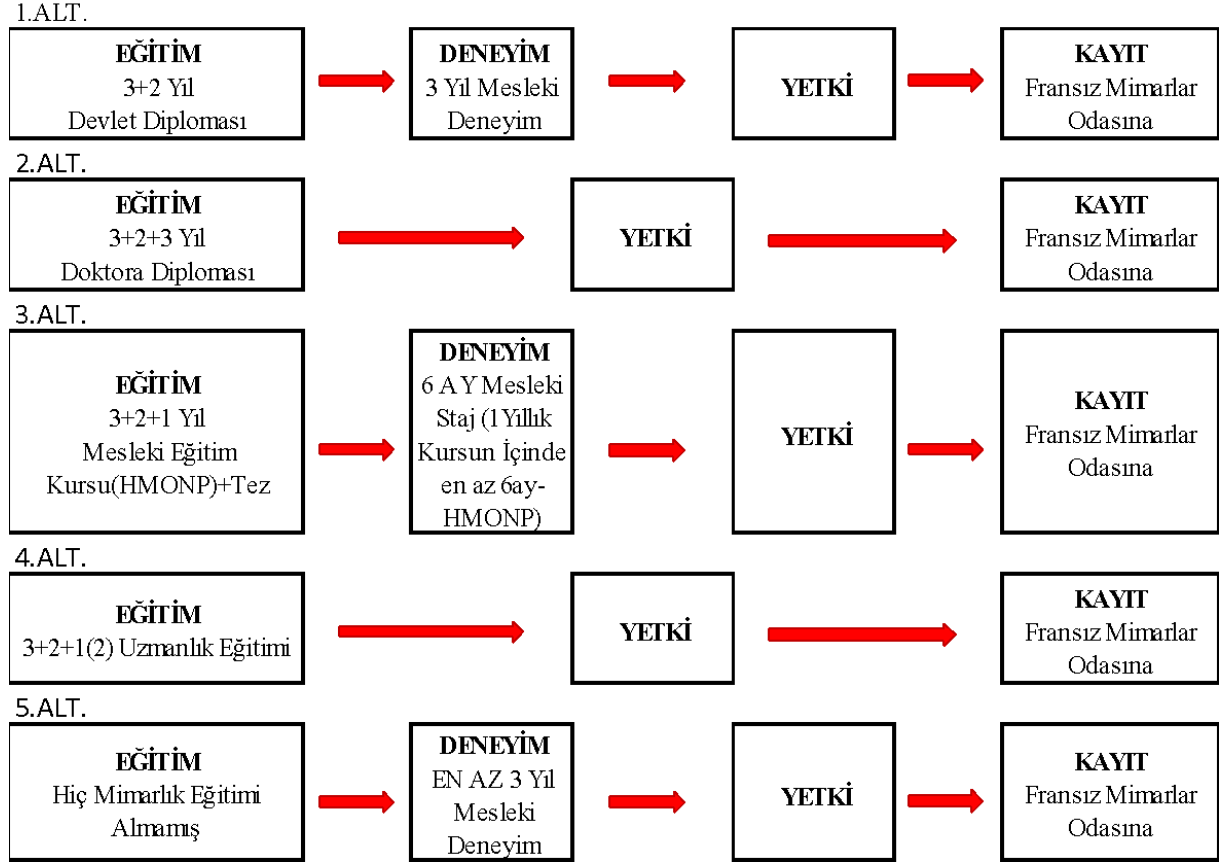 1.ALT.
EĞİTİM
3+2 Yıl
Devlet Diploması
DENEYİM
3 Yıl Mesleki
Deneyim
YETKİ
KAYIT
Fransız Mimarlar
Odasına
2.ALT.
EĞİTİM
3+2+3 Yıl
Doktora Diploması
YETKİ
KAYIT
Fransız Mimarlar
Odasına
3.ALT.
EĞİTİM
3+2+1 Yıl
Mesleki Eğitim
Kursu(HMONP)+Tez
DENEYİM
6 AY Mesleki
Staj (1Yıllık
Kursun İçinde
en az 6ay-
HMONP)
YETKİ
KAYIT
Fransız Mimarlar
Odasına
4.ALT.
EĞİTİM
3+2+1(2) Uzmanlık Eğitimi
YETKİ
KAYIT
Fransız Mimarlar
Odasına
5.ALT.
EĞİTİM
Hiç Mimarlık Eğitimi
Almamış
DENEYİM
EN AZ 3 Yıl
Mesleki
Deneyim
YETKİ
KAYIT
Fransız Mimarlar
Odasına